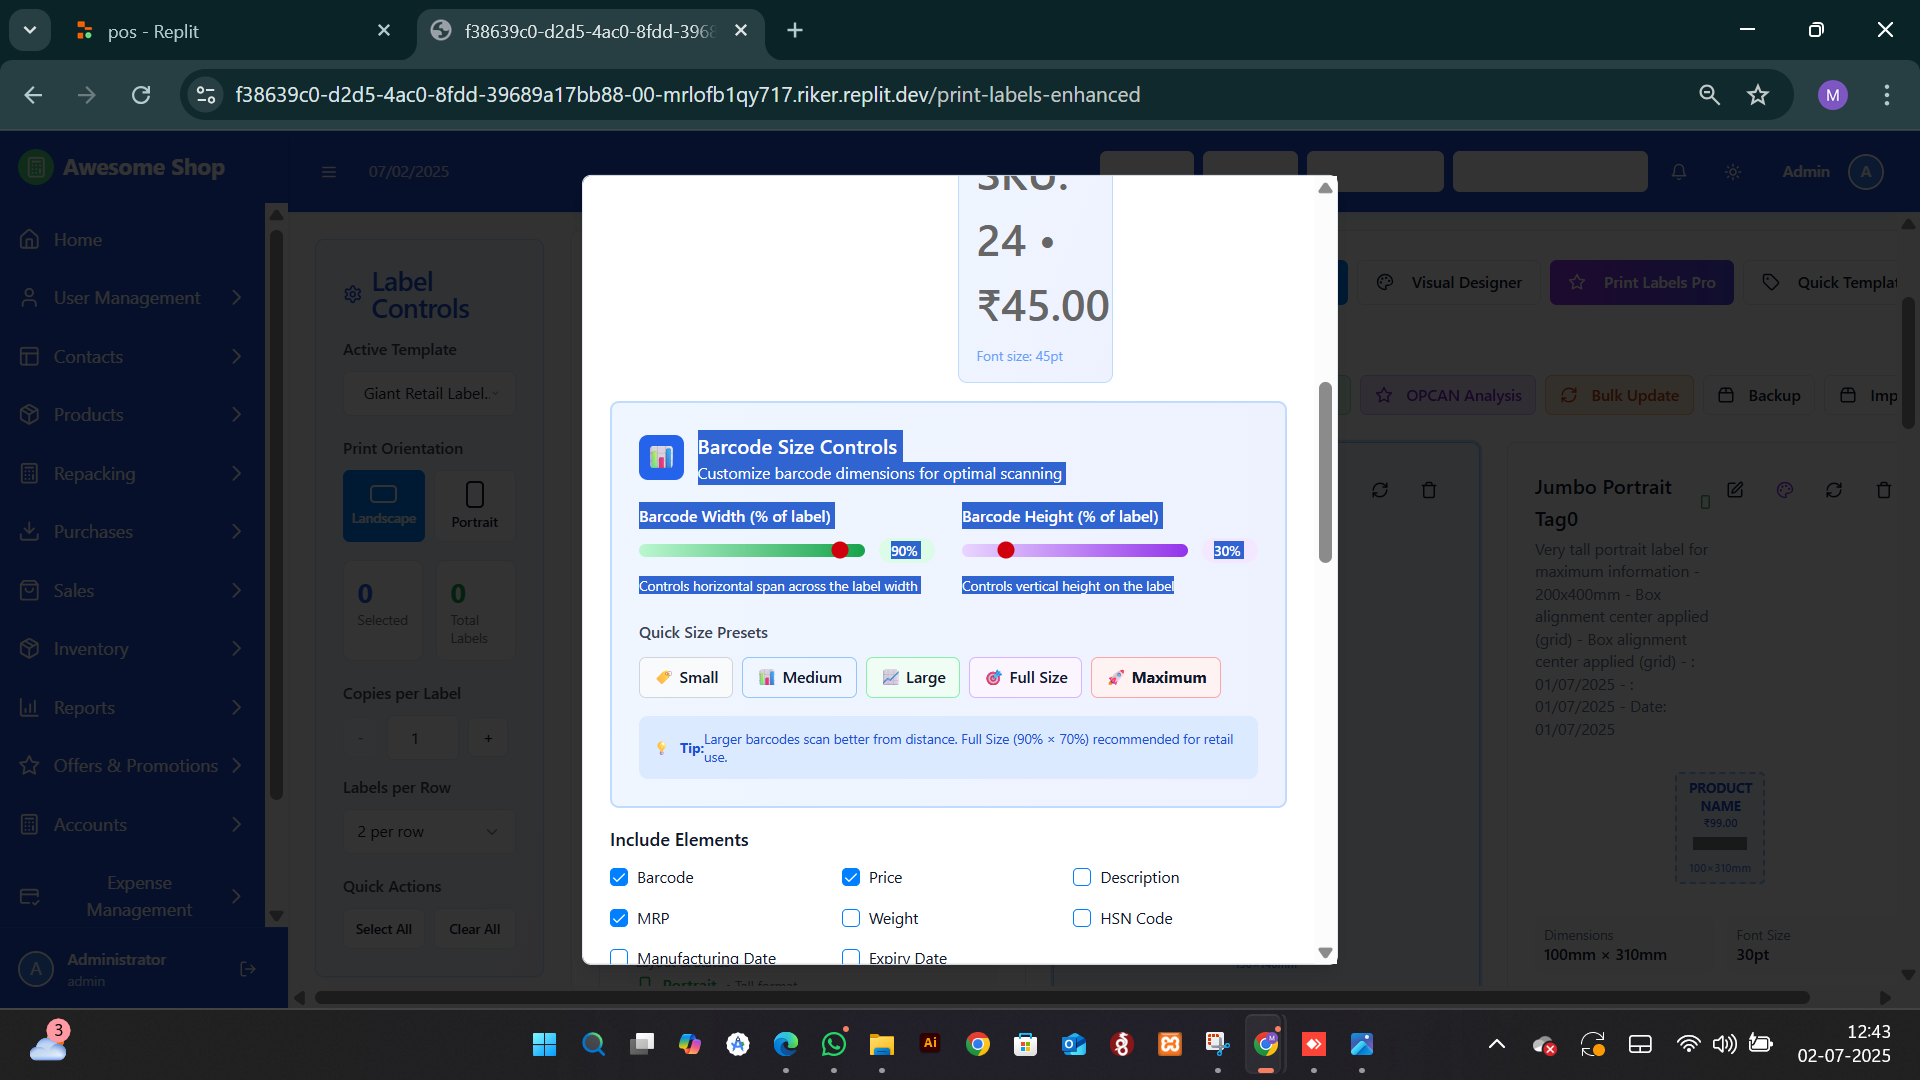 pos - Replit
f38639c0-d2d5-4ac0-8fdd-3968
f38639c0-d2d5-4ac0-8fdd-39689a17bb88-00-mrlofb1qy717.riker.replit.dev/print-labels-enhanced
M
Awesome Shop
07/02/2025
Admin
A
Home
User Management
Contacts
Products
Repacking
Purchases
Sales
Inventory
Reports
Offers & Promotions
Accounts
Expense
Management
A
Administrator
admin
Label
Controls
Active Template
Giant Retail Label..
Print Orientation
Landscape
Portrait
0
Selected
0
Total
Labels
Copies per Label
-
1
+
Labels per Row
2 per row
Quick Actions
Select All
Clear All
SKU:
24 •
₹45.00
Font size: 45pt
Barcode Size Controls
Customize barcode dimensions for optimal scanning
Barcode Width (% of label)
90%
Controls horizontal span across the label width
Barcode Height (% of label)
30%
Controls vertical height on the label
Quick Size Presets
Small
Medium
Large
Full Size
Maximum
Tip: Larger barcodes scan better from distance. Full Size (90% × 70%) recommended for retail
use.
Include Elements
Barcode
Price
Description
MRP
Weight
HSN Code
Manufacturing Date
Expiry Date
Portrait - Tall format
Visual Designer
Print Labels Pro
Quick Templat
OPCAN Analysis
Bulk Update
Backup
Imp
Jumbo Portrait
Tag0
Very tall portrait label for
maximum information -
200x400mm - Box
alignment center applied
(grid) - Box alignment
center applied (grid) - :
01/07/2025 - :
01/07/2025 - Date:
01/07/2025
PRODUCT
NAME
₹99.00
100×310mm
Dimensions
100mm × 310mm
Font Size
30pt
3
Ai
12:43
02-07-2025